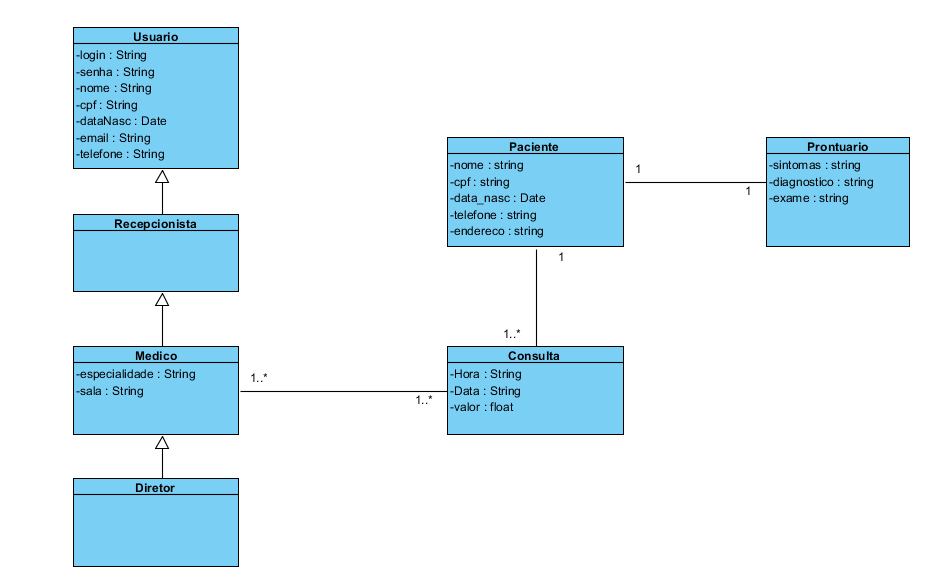 Usuario
-login : String
-senha : String
-nome : String
-cpf : String
-dataNasc : Date
-email : String
-telefone : String
Recepcionista
Medico
-especialidade : String
-sala : String
Diretor
Paciente
-nome : string
-cpf : string
-data_nasc : Date
-telefone : string
-endereco : string
Prontuario
-sintomas : string
-diagnostico : string
-exame : string
1
1
1
1..*
Consulta
-Hora : String
-Data : String
-valor : float
1..*
1..*